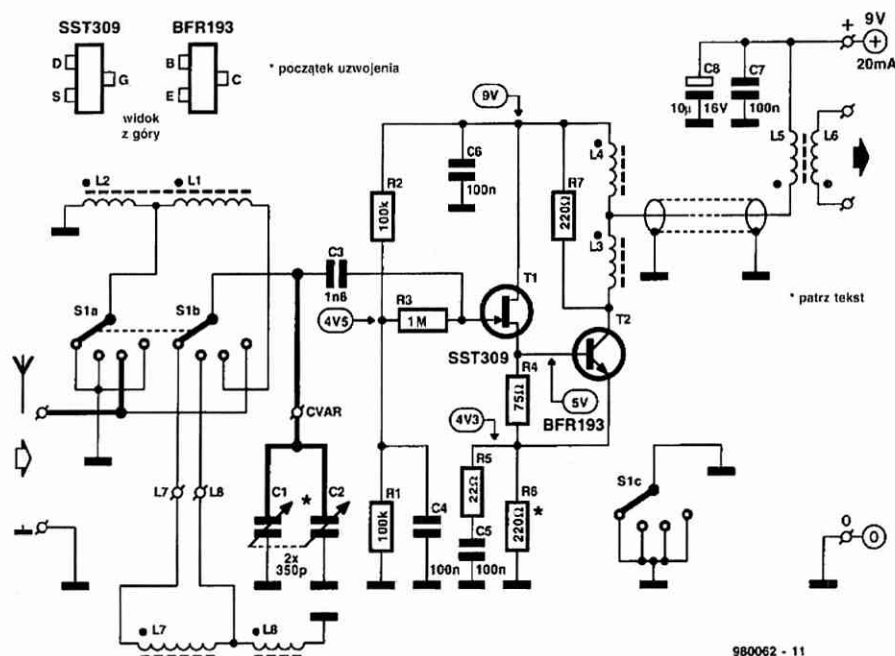 SST309
BFR193
D
S
G
B
E
C
* początek uzwojenia
widok
z góry
+
9V
20mA
C8
10µ
16V
C7
100n
L5
L6
9V
C6
100n
R2
100k
R7
220Ω
L4
L3
* patrz tekst
L2
L1
C3
1n8
T1
T2
R3
1M
4V5
SST309
R4
75Ω
5V
BFR193
4V3
S1a
S1b
CVAR
L7
L8
C1
*
C2
2x
350p
R1
100k
C4
100n
R5
22Ω
C5
100n
R6
220Ω
*
S1c
0
0
L7
L8
980062 - 11